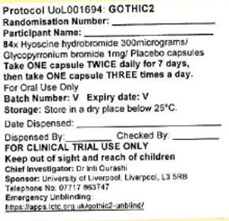 Protocol UoL001694: GOTHIC2
Randomisation Number:
Participant Name:
84x Hyoscine hydrobromide 300micrograms/
Glycopyrronium bromide 1mg/ Placebo capsules
Take ONE capsule TWICE daily for 7 days,
then take ONE capsule THREE times a day.
For Oral Use Only
Batch Number: V Expiry date: V
Storage: Store in a dry place below 25°C.
Date Dispensed:
Dispensed By: Checked By:
FOR CLINICAL TRIAL USE ONLY
Keep out of sight and reach of children
Chief Investigator: Dr Inti Qurashi
Sponsor: University of Liverpool, Liverpool, L3 5RB
Telephone No: 07717 863747
Emergency Unblinding:
https://apps.lctc.org.uk/gothic2-unblind/